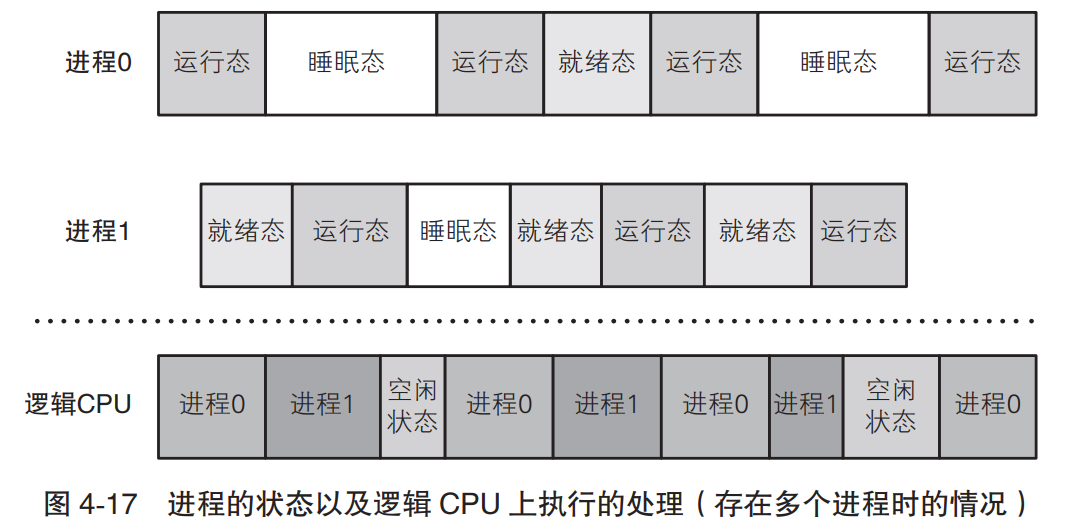 进程0 运行态 睡眠态 运行态 就绪态 运行态 睡眠态 运行态
进程1 就绪态 运行态 睡眠态 就绪态 运行态 就绪态 运行态
逻辑CPU 进程0 进程1 空闲状态 进程0 进程1 进程0 进程1 空闲状态 进程0
图 4-17 进程的状态以及逻辑 CPU 上执行的处理（存在多个进程时的情况）